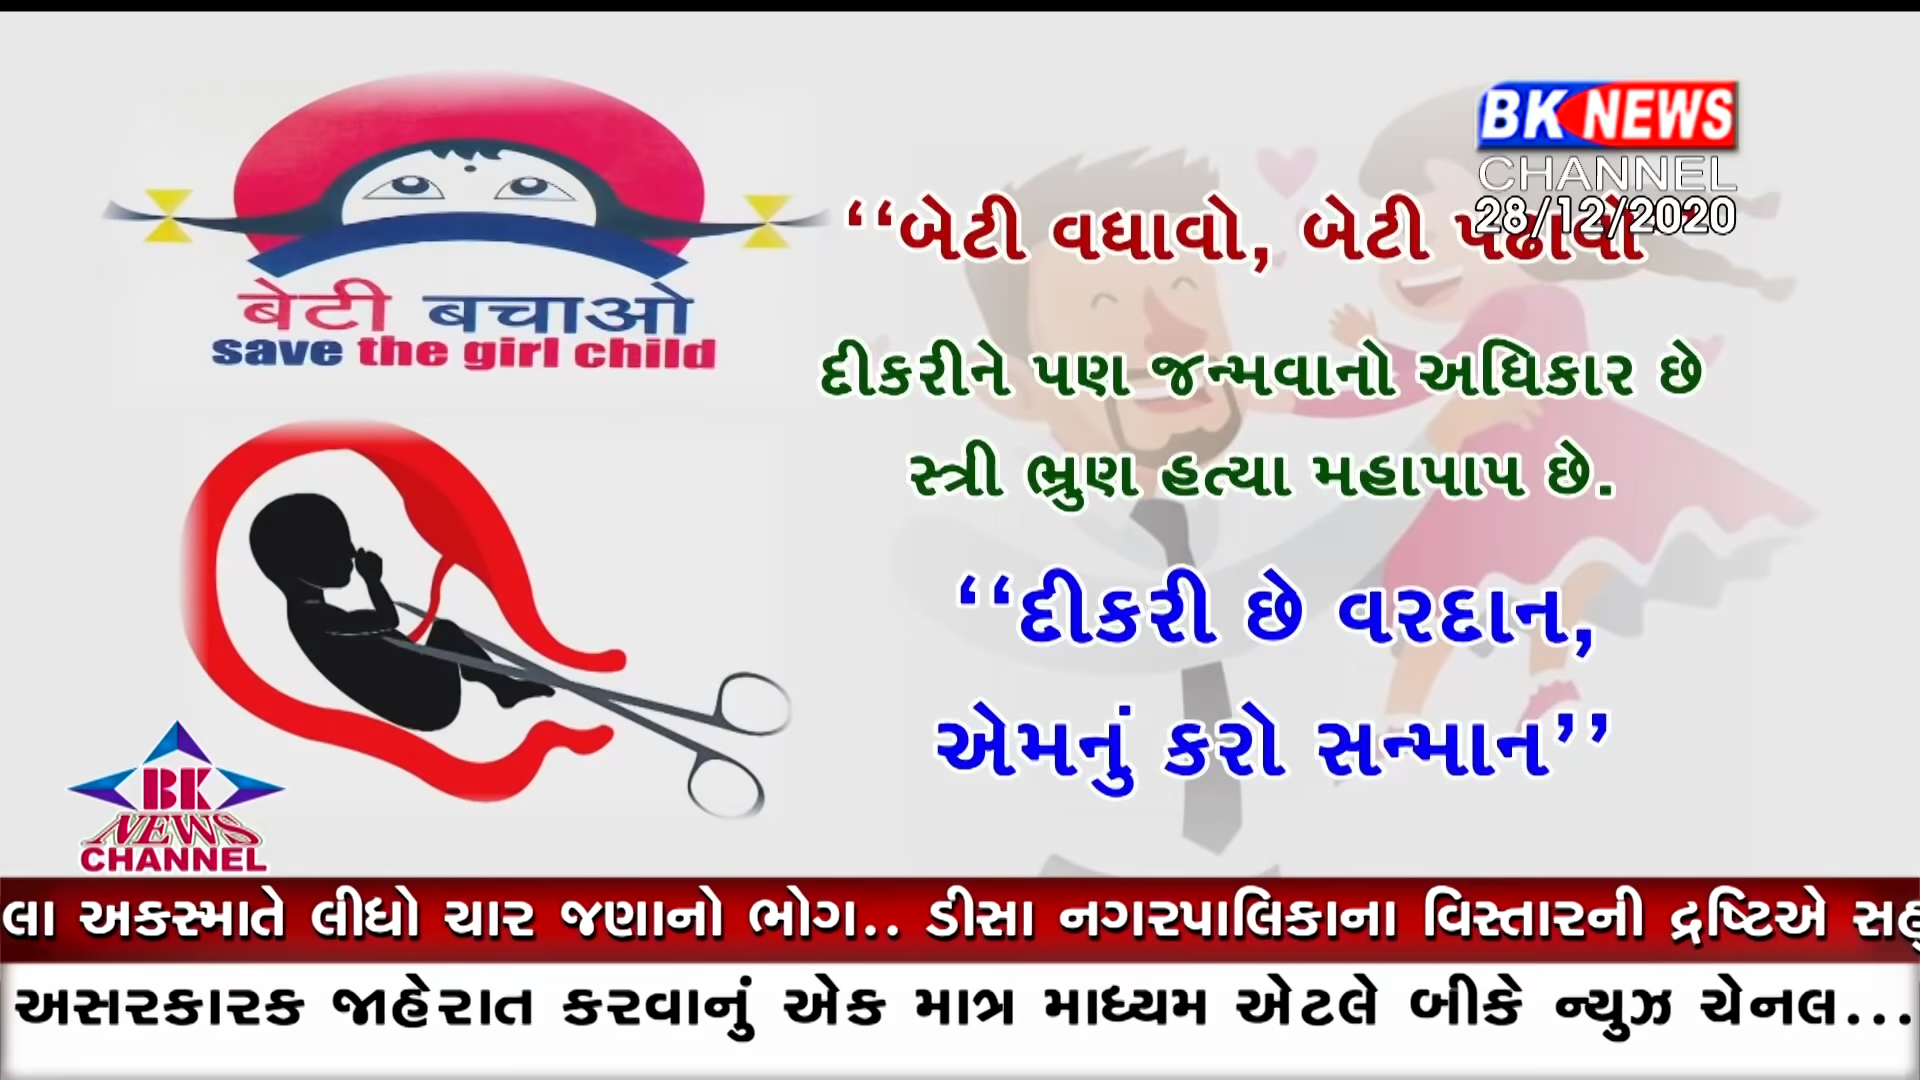 BK NEWS
CHANNEL
28/12/2020
बेटी बचाओ
save the girl child
‘‘બેટી વધાવો, બેટી પઢાવો
દીકરીને પણ જન્મવાનો અધિકાર છે
સ્ત્રી ભ્રુણ હત્યા મહાપાપ છે.
‘‘દીકરી છે વરદાન,
એમનું કરો સન્માન’’
BK
NEWS
CHANNEL
લા અકસ્માતે લીધો ચાર જણાનો ભોગ.. ડીસા નગરપાલિકાના વિસ્તારની દ્રષ્ટિએ
અસરકારક જાહેરાત કરવાનું એક માત્ર માધ્યમ એટલે બીકે ન્યુઝ ચેનલ...